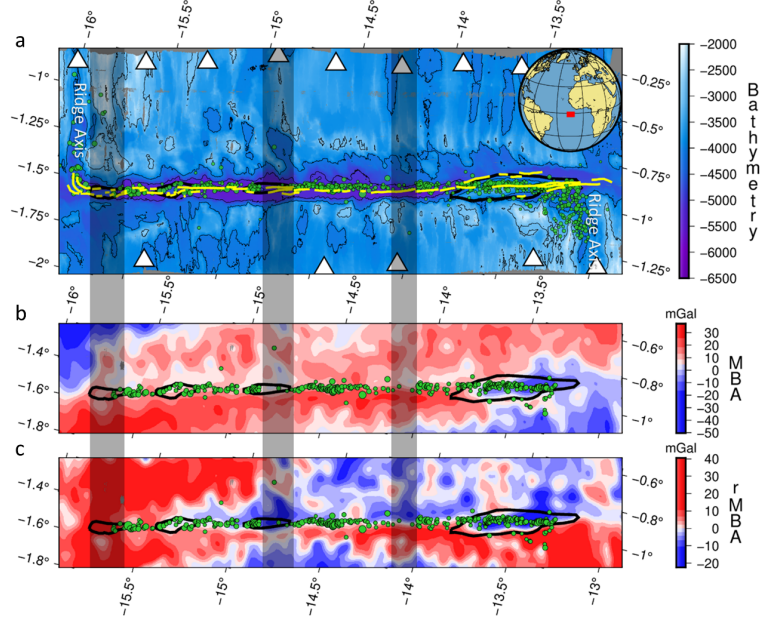 −16° −15.5° −15° −14.5° −14° −13.5°
a
−1° −1.25° −1.5° −1.75° −2°
Ridge Axis
Ridge Axis
−0.25° −0.5° −0.75° −1° −1.25°
−2000
−2500
−3000
−3500
−4000
−4500
−5000
−5500
−6000
−6500
Bathymetry
−16° −15.5° −15° −14.5° −14° −13.5°
b
−1.4° −1.6° −1.8°
−0.6° −0.8° −1°
mGal
30
20
10
0
−10
−20
−30
−40
−50
MBA
c
−1.4° −1.6° −1.8°
−0.6° −0.8° −1°
mGal
40
30
20
10
0
−10
−20
rMBA
−15.5° −15° −14.5° −14° −13.5° −13°